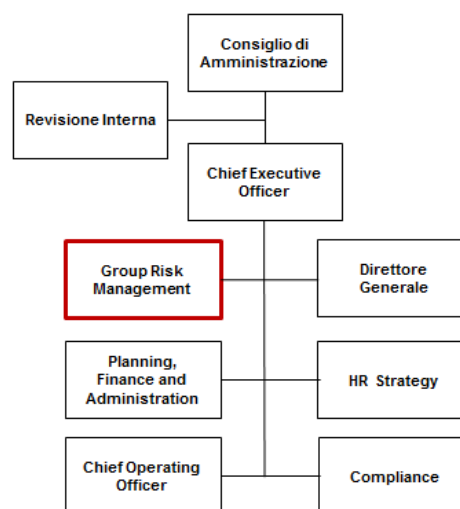 Consiglio di
Amministrazione
Revisione Interna
Chief Executive
Officer
Group Risk
Management
Direttore
Generale
Planning,
Finance and
Administration
HR Strategy
Chief Operating
Officer
Compliance